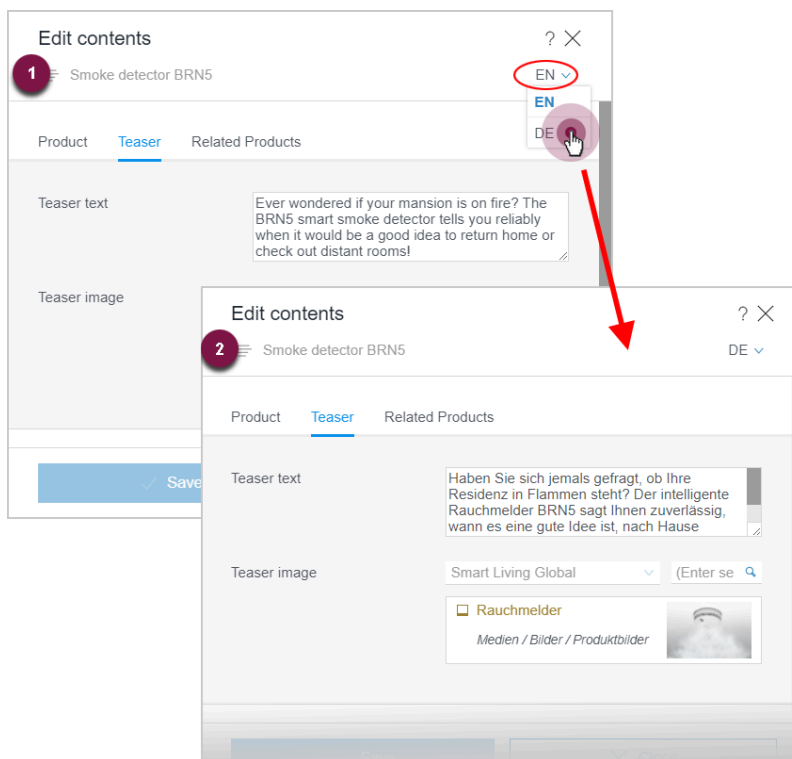 Edit contents
?
1
Smoke detector BRN5
EN
EN
DE
Product Teaser Related Products
Teaser text
Ever wondered if your mansion is on fire? The
BRN5 smart smoke detector tells you reliably
when it would be a good idea to return home or
check out distant rooms!
Teaser image
Save
Edit contents
?
2
Smoke detector BRN5
DE
Product Teaser Related Products
Teaser text
Haben Sie sich jemals gefragt, ob Ihre
Residenz in Flammen steht? Der intelligente
Rauchmelder BRN5 sagt Ihnen zuverlässig,
wann es eine gute Idee ist, nach Hause
Teaser image
Smart Living Global
(Enter se
Rauchmelder
Medien / Bilder / Produktbilder